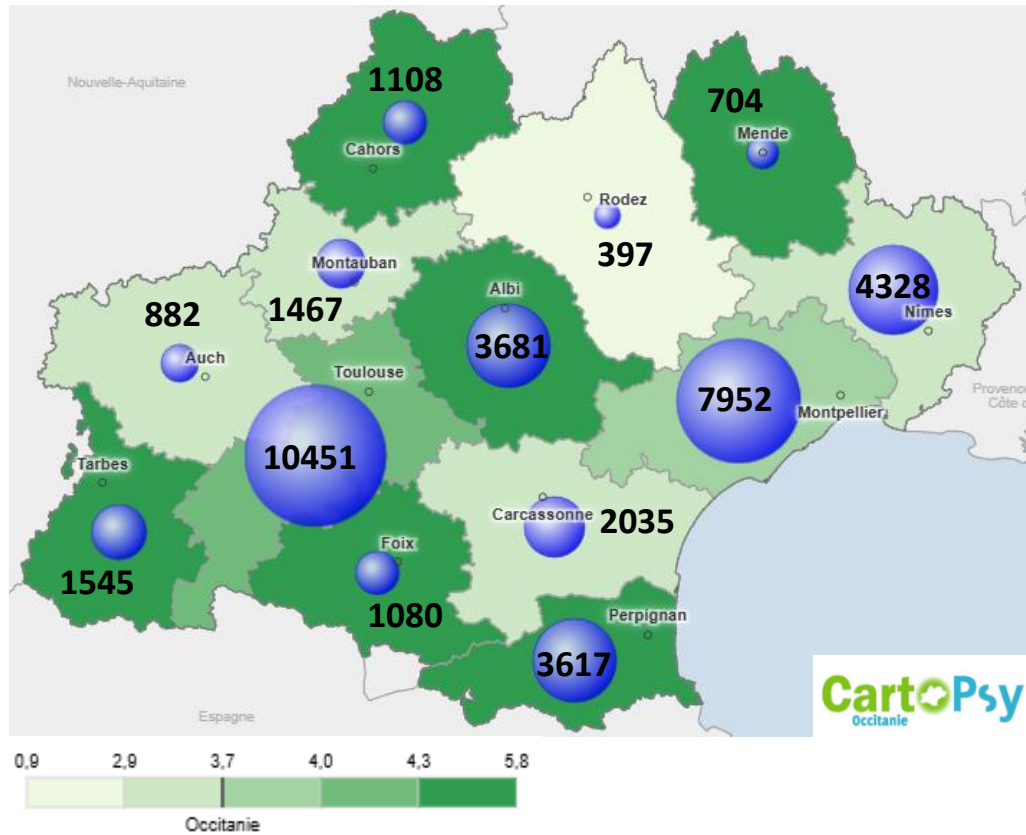 Nouvelle-Aquitaine
1108
Cahors
704
Mende
Rodez
397
Montauban
1467
4328
Nimes
Albi
3681
882
Auch
Toulouse
7952
Montpellier
Provenc
Côte d
10451
Tarbes
1545
Carcassonne
2035
Foix
1080
Perpignan
3617
Espagne
CartoPsy
Occitanie
0,9 2,9 3,7 4,0 4,3 5,8
Occitanie